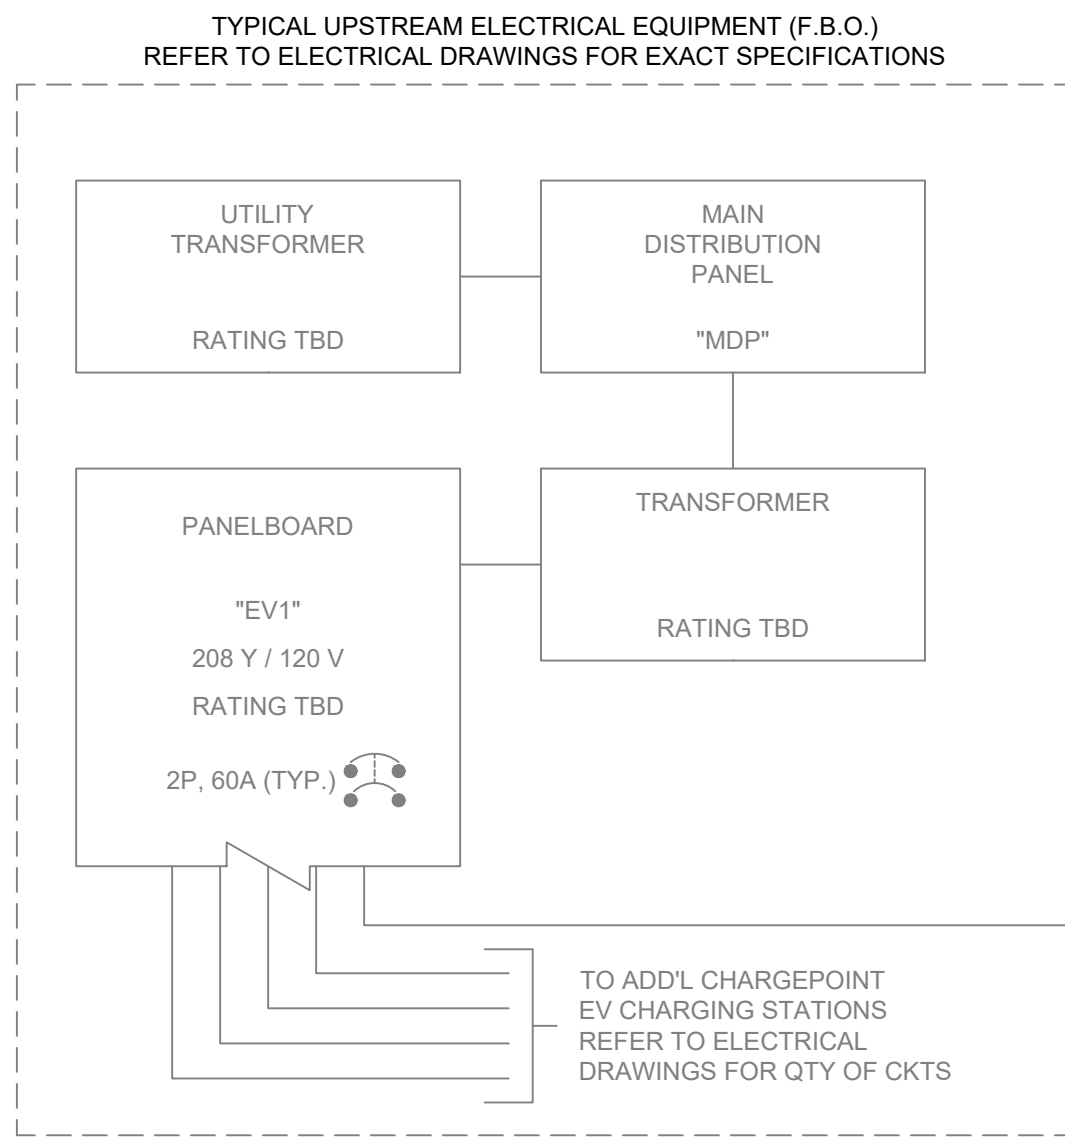 TYPICAL UPSTREAM ELECTRICAL EQUIPMENT (F.B.O.)
REFER TO ELECTRICAL DRAWINGS FOR EXACT SPECIFICATIONS
UTILITY
TRANSFORMER
RATING TBD
MAIN
DISTRIBUTION
PANEL
"MDP"
PANELBOARD
"EV1"
208 Y / 120 V
RATING TBD
2P, 60A (TYP.)
TRANSFORMER
RATING TBD
TO ADD'L CHARGEPOINT
EV CHARGING STATIONS
REFER TO ELECTRICAL
DRAWINGS FOR QTY OF CKTS